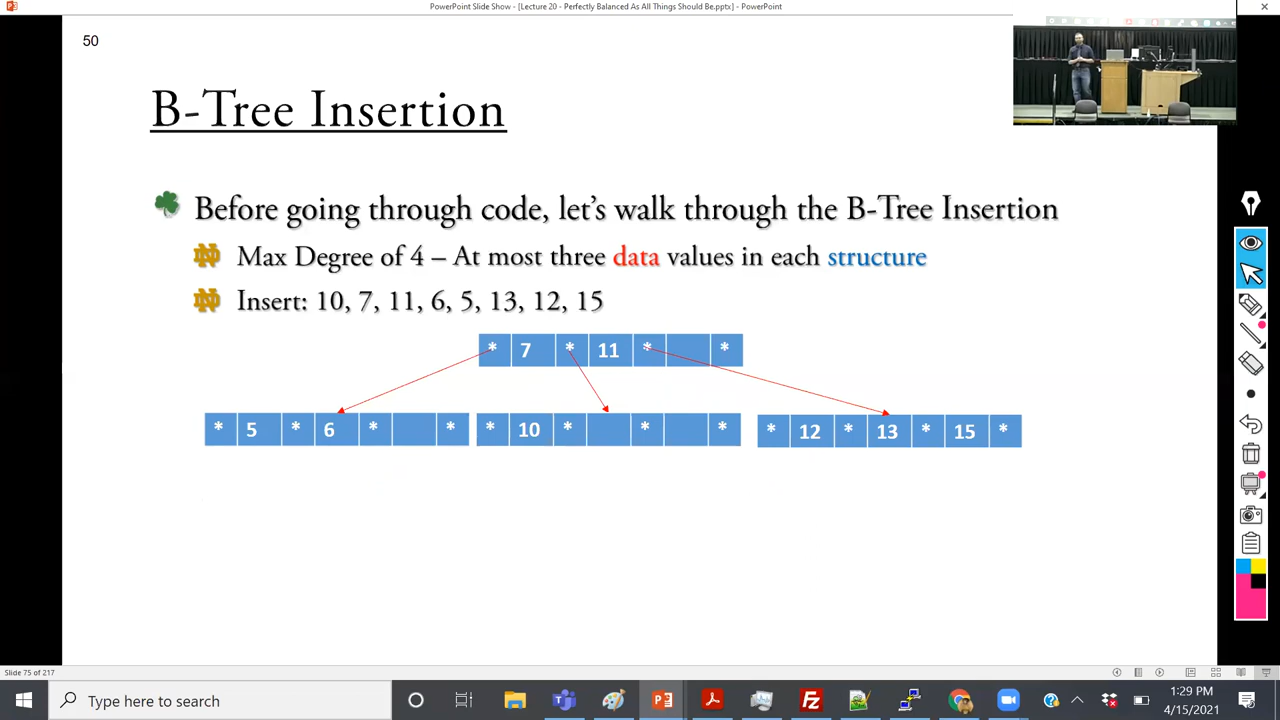 PowerPoint Slide Show - [Lecture 20 - Perfectly Balanced As All Things Should Be.pptx] - PowerPoint
50
B-Tree Insertion
Before going through code, let's walk through the B-Tree Insertion
Max Degree of 4 – At most three data values in each structure
Insert: 10, 7, 11, 6, 5, 13, 12, 15
* 7 * 11 * *
* 5 * 6 * *
* 10 * * *
* 12 * 13 * 15 *
Slide 75 of 217
Type here to search
1:29 PM
4/15/2021